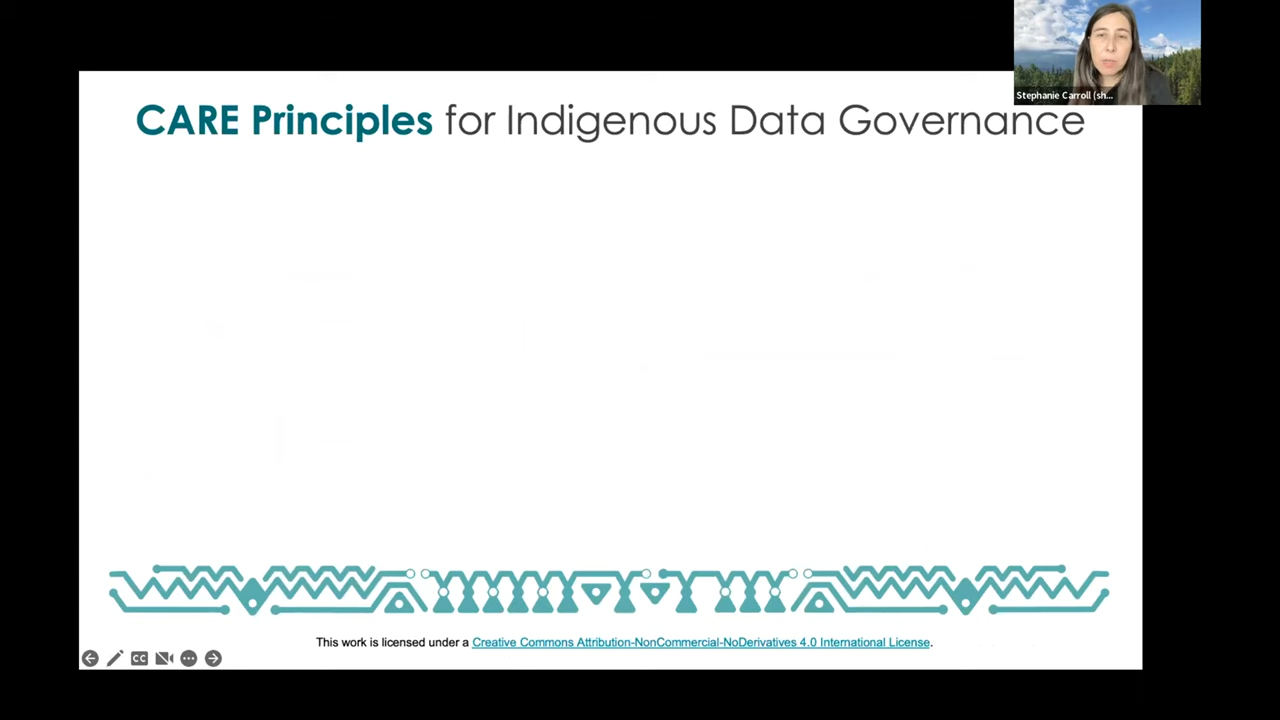 Stephanie Carroll (sh...
CARE Principles for Indigenous Data Governance
This work is licensed under a Creative Commons Attribution-NonCommercial-NoDerivatives 4.0 International License.
CC